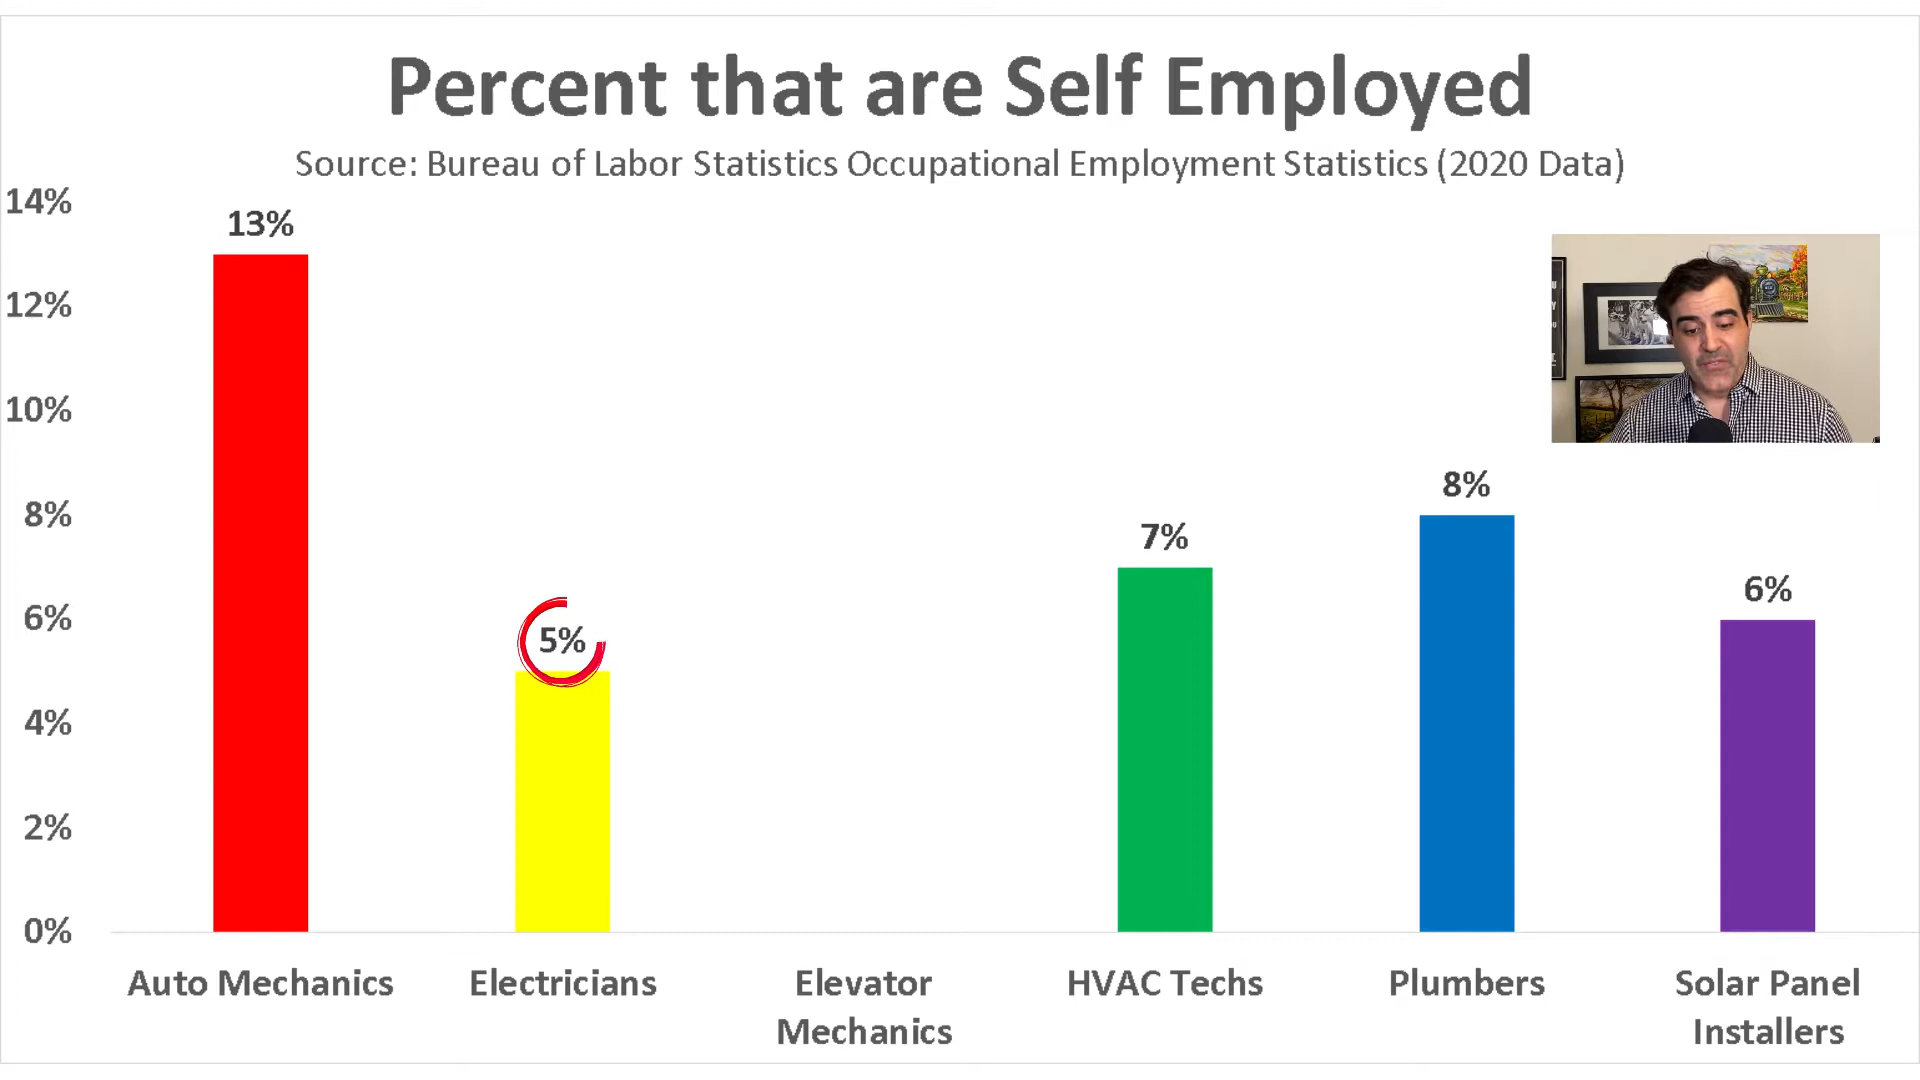 Percent that are Self Employed
Source: Bureau of Labor Statistics Occupational Employment Statistics (2020 Data)
14%
12%
10%
8%
6%
4%
2%
0%
13%
5%
7%
8%
6%
Auto Mechanics
Electricians
Elevator
Mechanics
HVAC Techs
Plumbers
Solar Panel
Installers